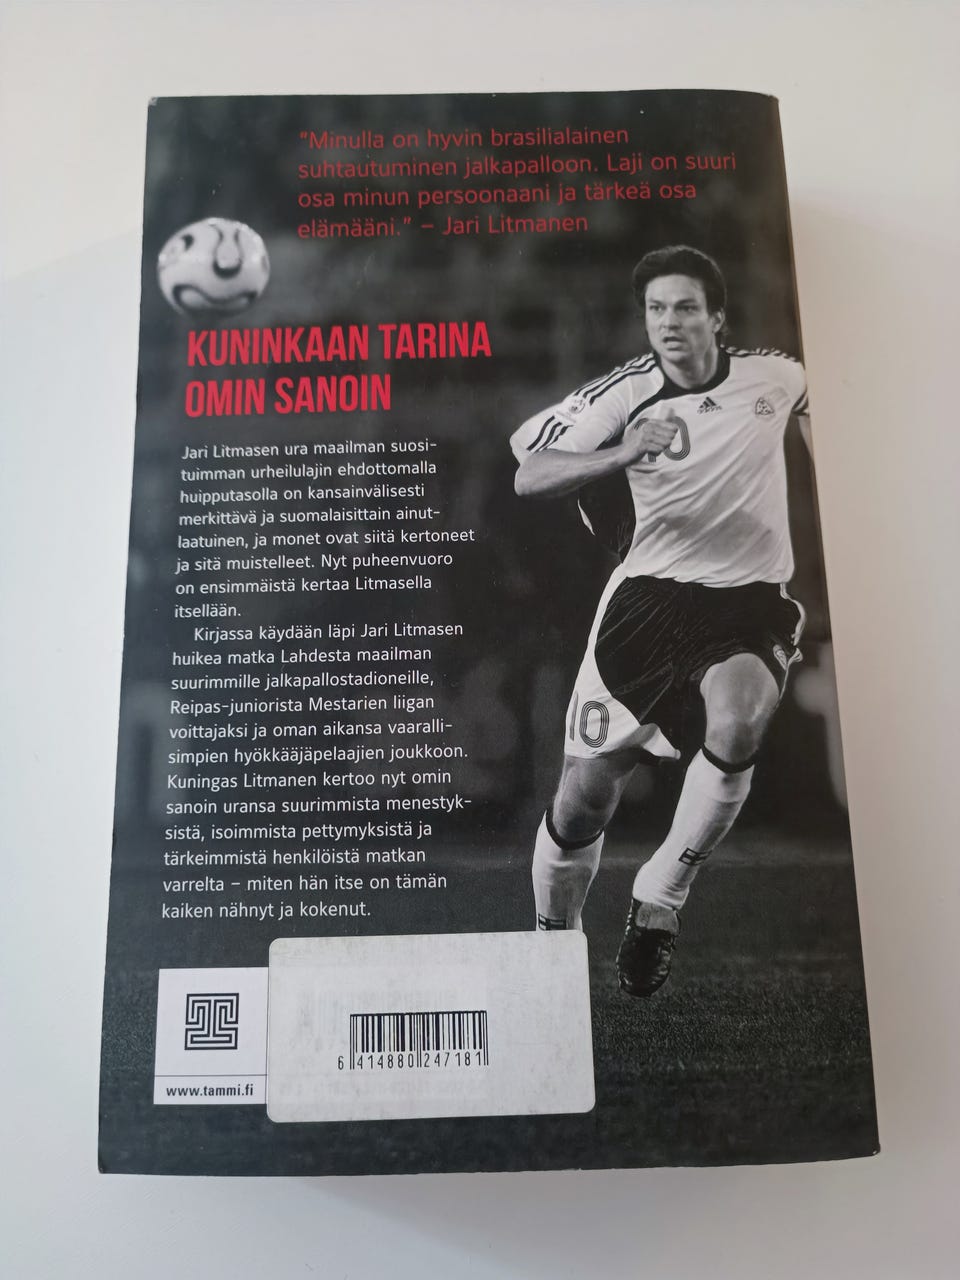 "Minulla on hyvin brasilialainen
suhtautuminen jalkapalloon. Laji on suuri
osa minun persoonaani ja tärkeä osa
elämääni." – Jari Litmanen
KUNINKAAN TARINA
OMIN SANOIN
Jari Litmasen ura maailman suosi-
tuimman urheilulajin ehdottomalla
huipputasolla on kansainvälisesti
merkittävä ja suomalaisittain ainut-
laatuinen, ja monet ovat siitä kertoneet
ja sitä muistelleet. Nyt puheenvuoro
on ensimmäistä kertaa Litmasella
itsellään.
Kirjassa käydään läpi Jari Litmasen
huikea matka Lahdesta maailman
suurimmille jalkapallostadioneille,
Reipas-juniorista Mestarien liigan
voittajaksi ja oman aikansa vaaralli-
simpien hyökkääjäpelaajien joukkoon.
Kuningas Litmanen kertoo nyt omin
sanoin uransa suurimmista menestyk-
sistä, isoimmista pettymyksistä ja
tärkeimmistä henkilöistä matkan
varrelta – miten hän itse on tämän
kaiken nähnyt ja kokenut.
10
10
www.tammi.fi
6 414880 247181